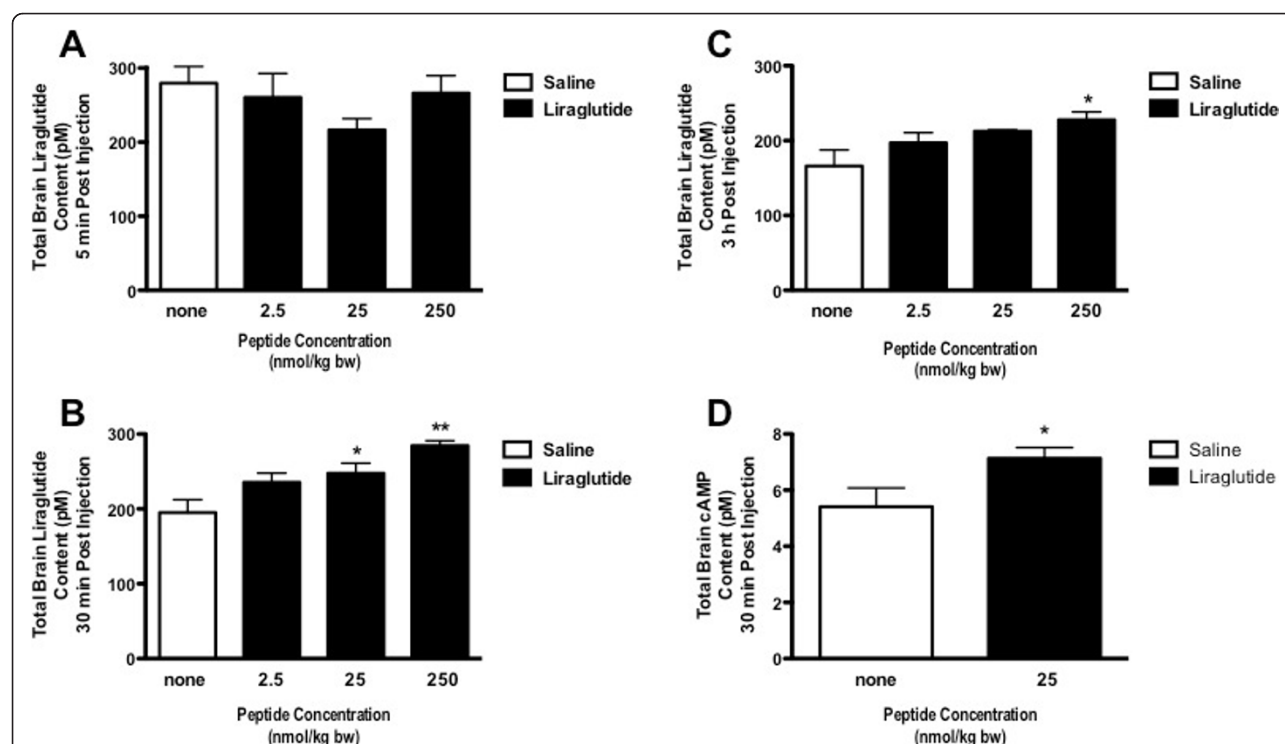 A
Total Brain Liraglutide
Content (pM)
5 min Post Injection
300
200
100
0
none 2.5 25 250
Peptide Concentration
(nmol/kg bw)
Saline
Liraglutide
C
Total Brain Liraglutide
Content (pM)
3 h Post Injection
300
200
100
0
*
none 2.5 25 250
Peptide Concentration
(nmol/kg bw)
Saline
Liraglutide
B
Total Brain Liraglutide
Content (pM)
30 min Post Injection
300
200
100
0
* **
none 2.5 25 250
Peptide Concentration
(nmol/kg bw)
Saline
Liraglutide
D
Total Brain cAMP
Content (pM)
30 min Post Injection
8
6
4
2
0
*
none 25
Peptide Concentration
(nmol/kg bw)
Saline
Liraglutide